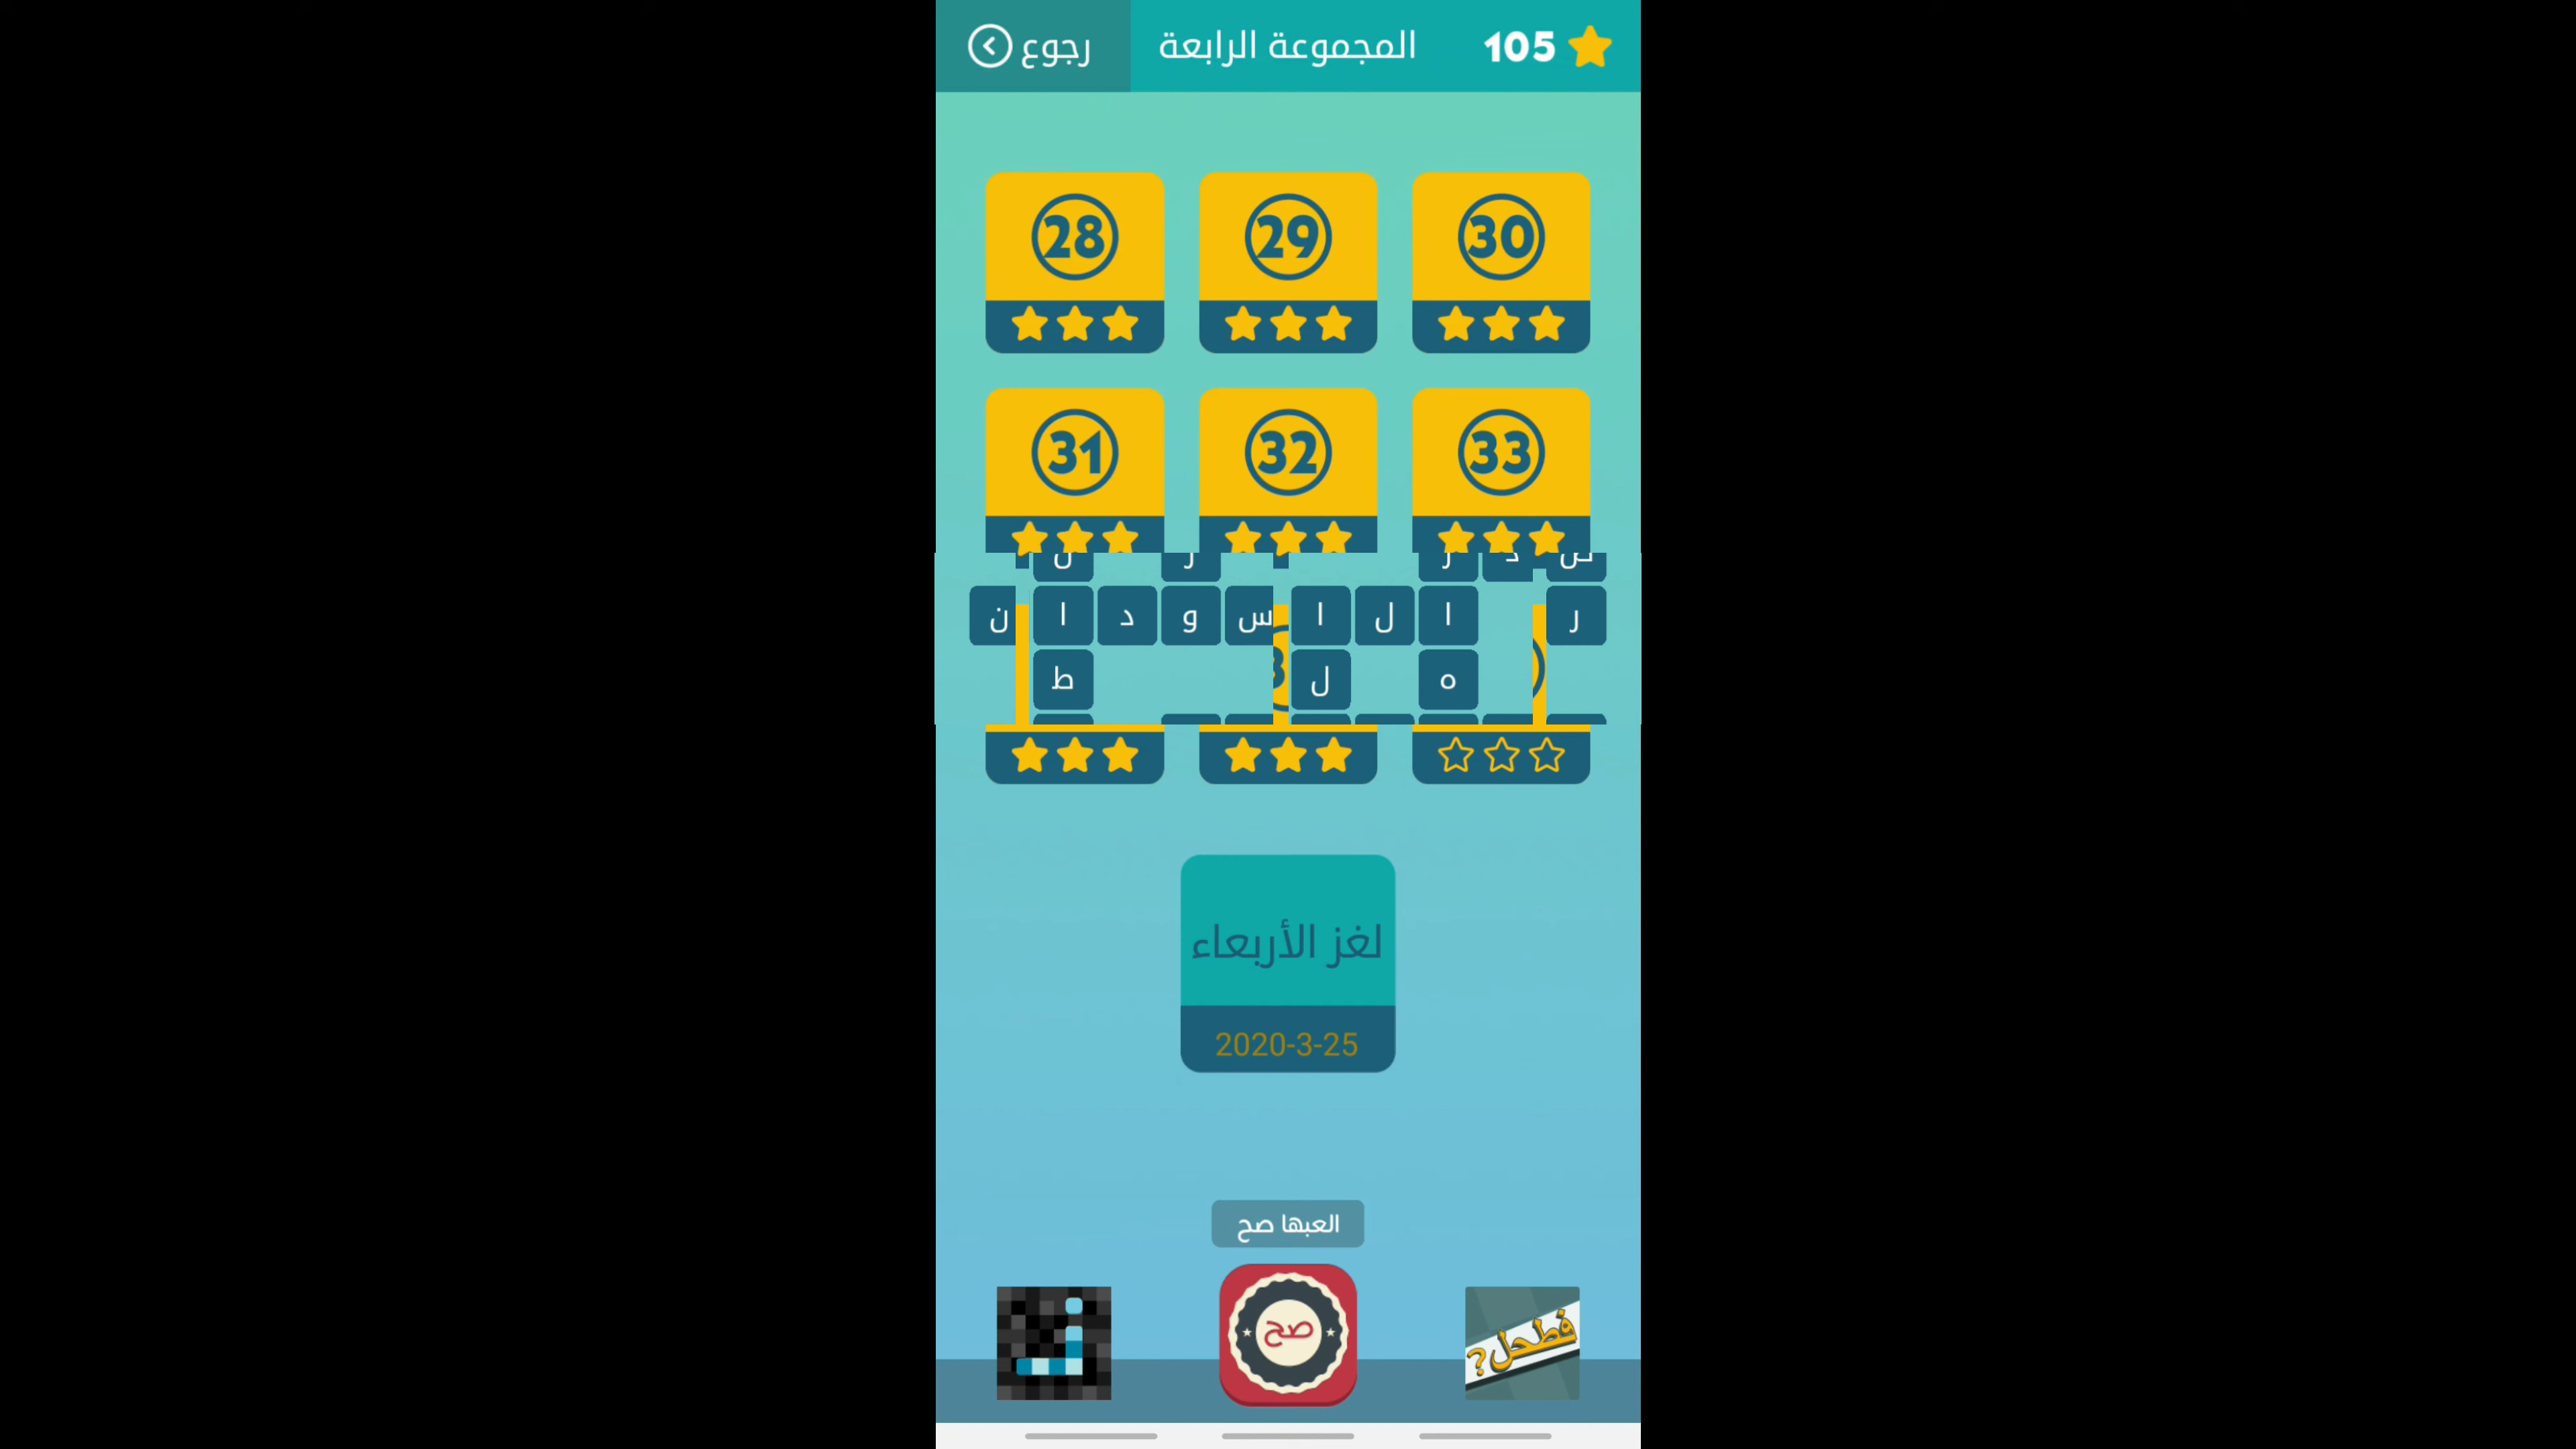 105 المجموعة الرابعة رجوع
28 29 30
31 32 33
ر ا ل ا س و د ا ن
ه ل ط
لغز الأربعاء
2020-3-25
العبها صح
صح
فطحل?